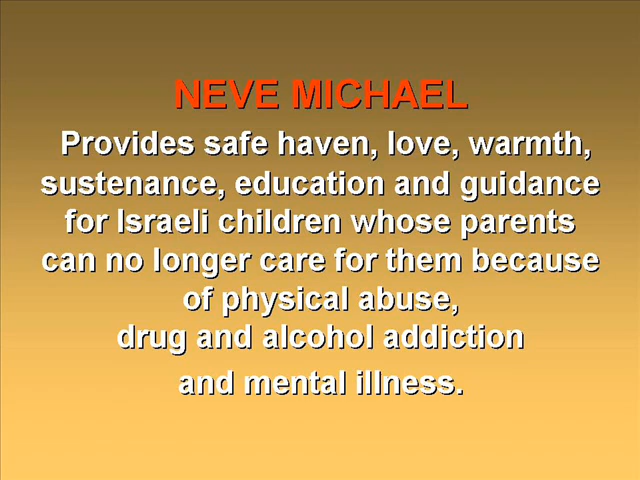 NEVE MICHAEL
Provides safe haven, love, warmth,
sustenance, education and guidance
for Israeli children whose parents
can no longer care for them because
of physical abuse,
drug and alcohol addiction
and mental illness.